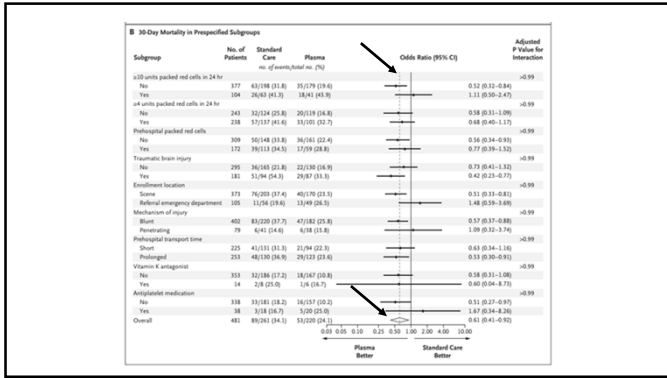 B 30-Day Mortality in Prespecified Subgroups
Subgroup No. of Patients Standard Care Plasma Odds Ratio (95% CI) Adjusted P Value for Interaction
no. of events/total no. (%)
≥10 units packed red cells in 24 hr >0.99
No 377 63/198 (31.8) 35/179 (19.6) 0.52 (0.32–0.84)
Yes 104 26/63 (41.3) 18/41 (43.9) 1.11 (0.50–2.47)
≥4 units packed red cells in 24 hr >0.99
No 243 32/124 (25.8) 20/119 (16.8) 0.58 (0.31–1.09)
Yes 238 57/137 (41.6) 33/101 (32.7) 0.68 (0.40–1.17)
Prehospital packed red cells >0.99
No 309 50/148 (33.8) 36/161 (22.4) 0.56 (0.34–0.93)
Yes 172 39/113 (34.5) 17/59 (28.8) 0.77 (0.39–1.52)
Traumatic brain injury >0.99
No 295 36/165 (21.8) 22/130 (16.9) 0.73 (0.41–1.32)
Yes 181 51/94 (54.3) 29/87 (33.3) 0.42 (0.23–0.77)
Enrollment location >0.99
Scene 373 76/203 (37.4) 40/170 (23.5) 0.51 (0.33–0.81)
Referral emergency department 105 11/56 (19.6) 13/49 (26.5) 1.48 (0.59–3.69)
Mechanism of injury >0.99
Blunt 402 83/220 (37.7) 47/182 (25.8) 0.57 (0.37–0.88)
Penetrating 79 6/41 (14.6) 6/38 (15.8) 1.09 (0.32–3.74)
Prehospital transport time >0.99
Short 225 41/131 (31.3) 21/94 (22.3) 0.63 (0.34–1.16)
Prolonged 253 48/130 (36.9) 29/123 (23.6) 0.53 (0.30–0.91)
Vitamin K antagonist >0.99
No 353 32/186 (17.2) 18/167 (10.8) 0.58 (0.31–1.08)
Yes 14 2/8 (25.0) 1/6 (16.7) 0.60 (0.04–8.73)
Antiplatelet medication >0.99
No 338 33/181 (18.2) 16/157 (10.2) 0.51 (0.27–0.97)
Yes 38 3/18 (16.7) 5/20 (25.0) 1.67 (0.34–8.26)
Overall 481 89/261 (34.1) 53/220 (24.1) 0.61 (0.41–0.92)
0.03 0.05 0.10 0.25 0.50 1.00 2.00 4.00 10.00
Plasma Better Standard Care Better